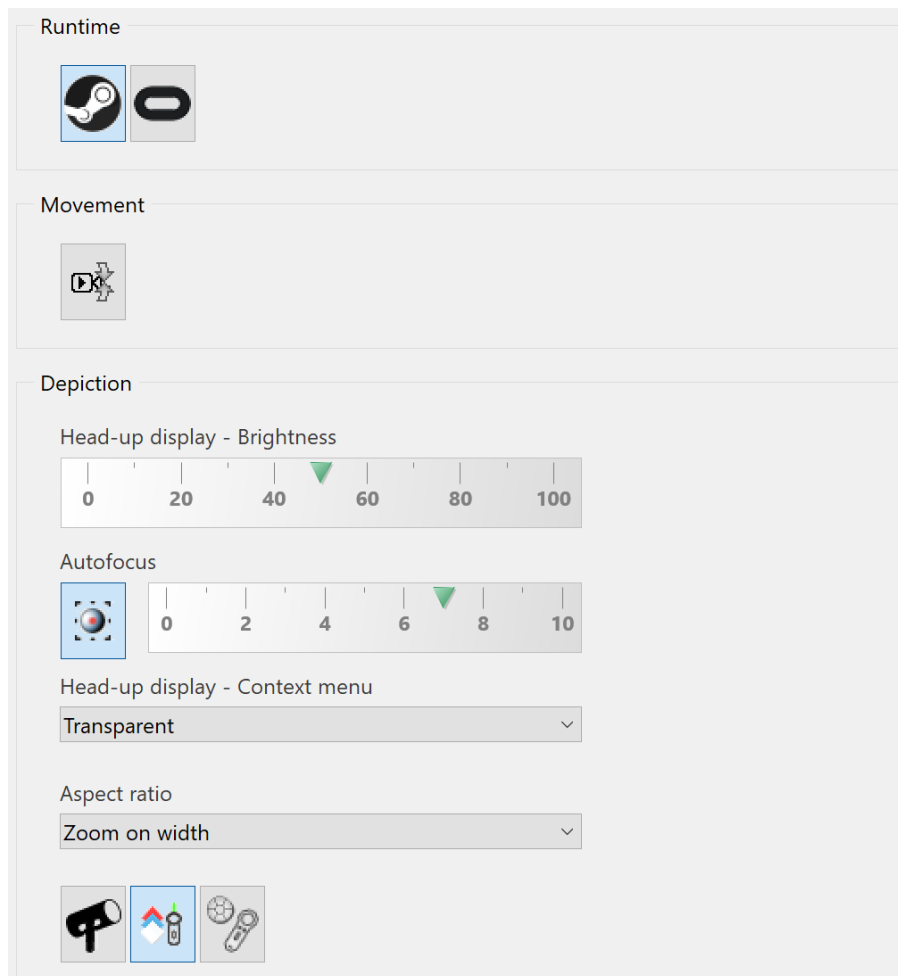 Runtime
Movement
Depiction
Head-up display - Brightness
0 20 40 60 80 100
Autofocus
0 2 4 6 8 10
Head-up display - Context menu
Transparent
Aspect ratio
Zoom on width